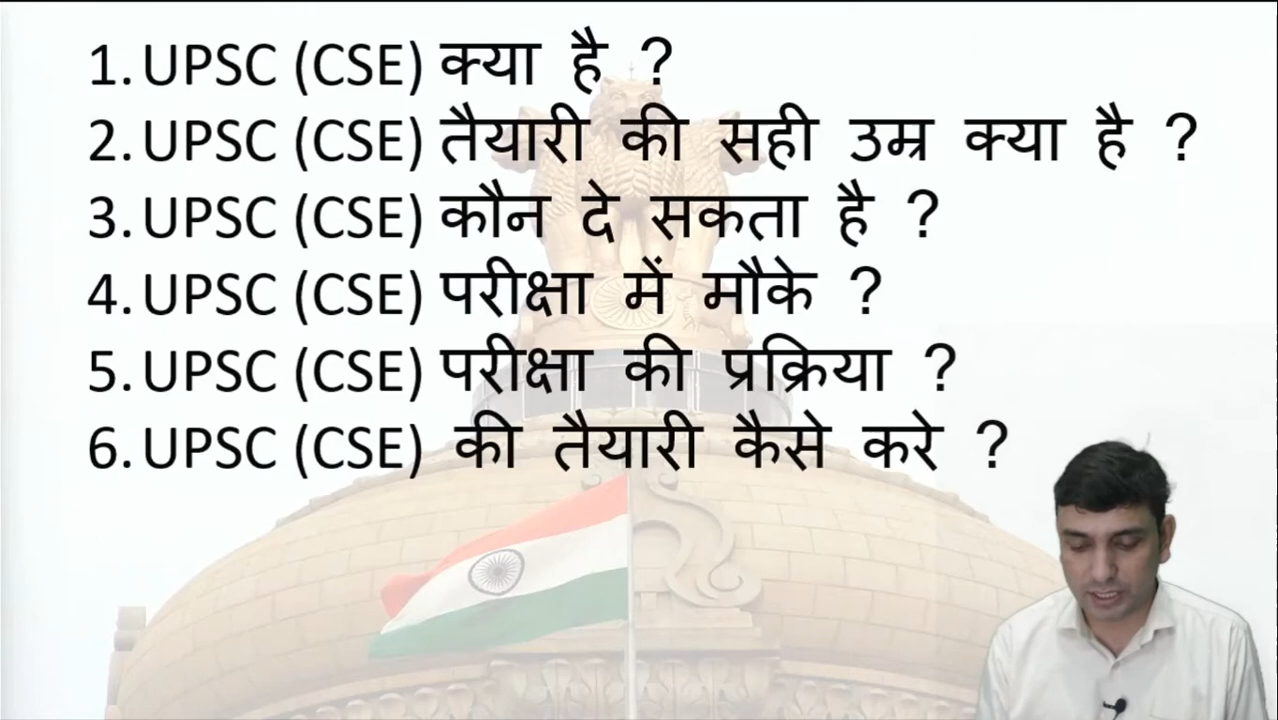 1. UPSC (CSE) क्या है ?
2. UPSC (CSE) तैयारी की सही उम्र क्या है ?
3. UPSC (CSE) कौन दे सकता है ?
4. UPSC (CSE) परीक्षा में मौके ?
5. UPSC (CSE) परीक्षा की प्रक्रिया ?
6. UPSC (CSE) की तैयारी कैसे करे ?